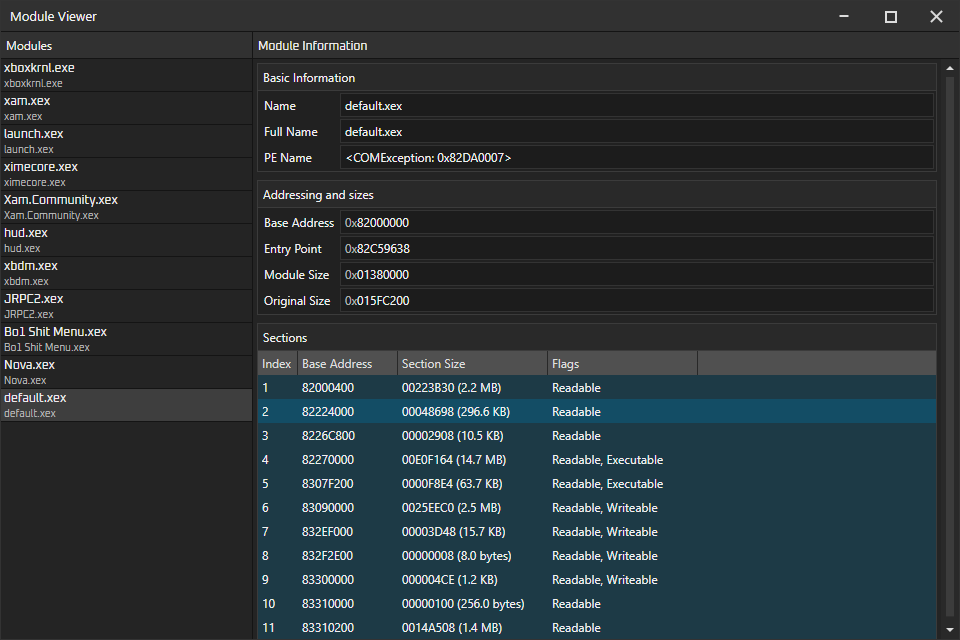 Module Viewer
Modules
xboxkrnl.exe
xboxkrnl.exe
xam.xex
xam.xex
launch.xex
launch.xex
ximecore.xex
ximecore.xex
Xam.Community.xex
Xam.Community.xex
hud.xex
hud.xex
xbdm.xex
xbdm.xex
JRPC2.xex
JRPC2.xex
Bo1 Shit Menu.xex
Bo1 Shit Menu.xex
Nova.xex
Nova.xex
default.xex
default.xex
Module Information
Basic Information
Name default.xex
Full Name default.xex
PE Name <COMException: 0x82DA0007>
Addressing and sizes
Base Address 0x82000000
Entry Point 0x82C59638
Module Size 0x01380000
Original Size 0x015FC200
Sections
Index Base Address Section Size Flags
1 82000400 00223B30 (2.2 MB) Readable
2 82224000 00048698 (296.6 KB) Readable
3 8226C800 00002908 (10.5 KB) Readable
4 82270000 00E0F164 (14.7 MB) Readable, Executable
5 8307F200 0000F8E4 (63.7 KB) Readable, Executable
6 83090000 0025EEC0 (2.5 MB) Readable, Writeable
7 832EF000 00003D48 (15.7 KB) Readable, Writeable
8 832F2E00 00000008 (8.0 bytes) Readable, Writeable
9 83300000 000004CE (1.2 KB) Readable, Writeable
10 83310000 00000100 (256.0 bytes) Readable
11 83310200 0014A508 (1.4 MB) Readable